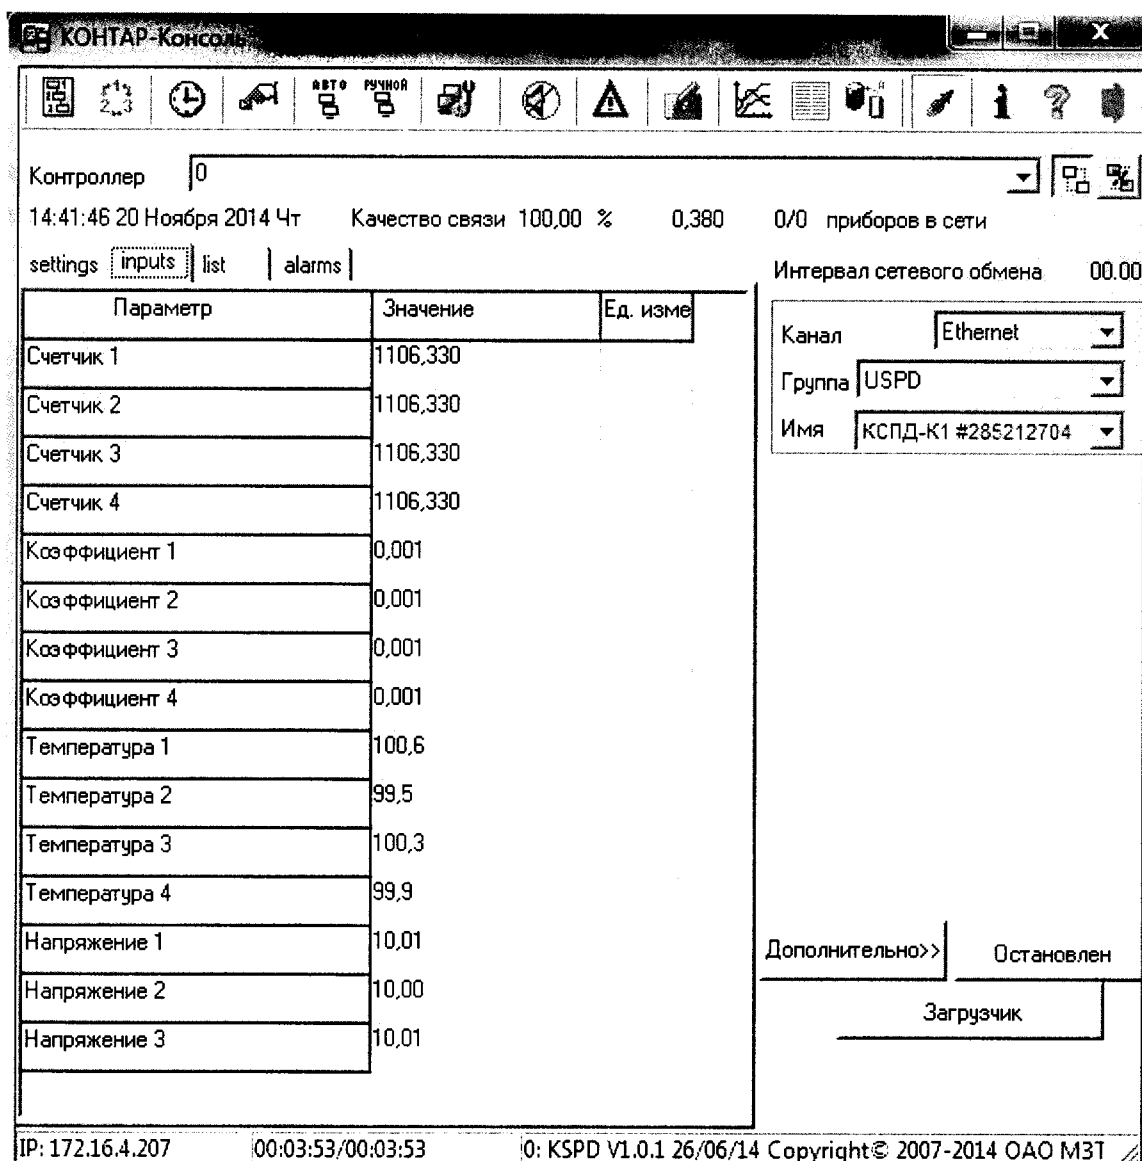 КОНТАР-Консоль
АВТО РУЧНОЙ
Контроллер 0
14:41:46 20 Ноября 2014 Чт Качество связи 100,00 % 0,380 0/0 приборов в сети
settings inputs list alarms
Интервал сетевого обмена 00.00
Параметр Значение Ед. изме
Счетчик 1 1106,330
Счетчик 2 1106,330
Счетчик 3 1106,330
Счетчик 4 1106,330
Коэффициент 1 0,001
Коэффициент 2 0,001
Коэффициент 3 0,001
Коэффициент 4 0,001
Температура 1 100,6
Температура 2 99,5
Температура 3 100,3
Температура 4 99,9
Напряжение 1 10,01
Напряжение 2 10,00
Напряжение 3 10,01
Канал Ethernet
Группа USPD
Имя КСПД-К1 #285212704
Дополнительно>> Остановлен
Загрузчик
IP: 172.16.4.207 00:03:53/00:03:53 0: KSPD V1.0.1 26/06/14 Copyright© 2007-2014 ОАО МЗТ